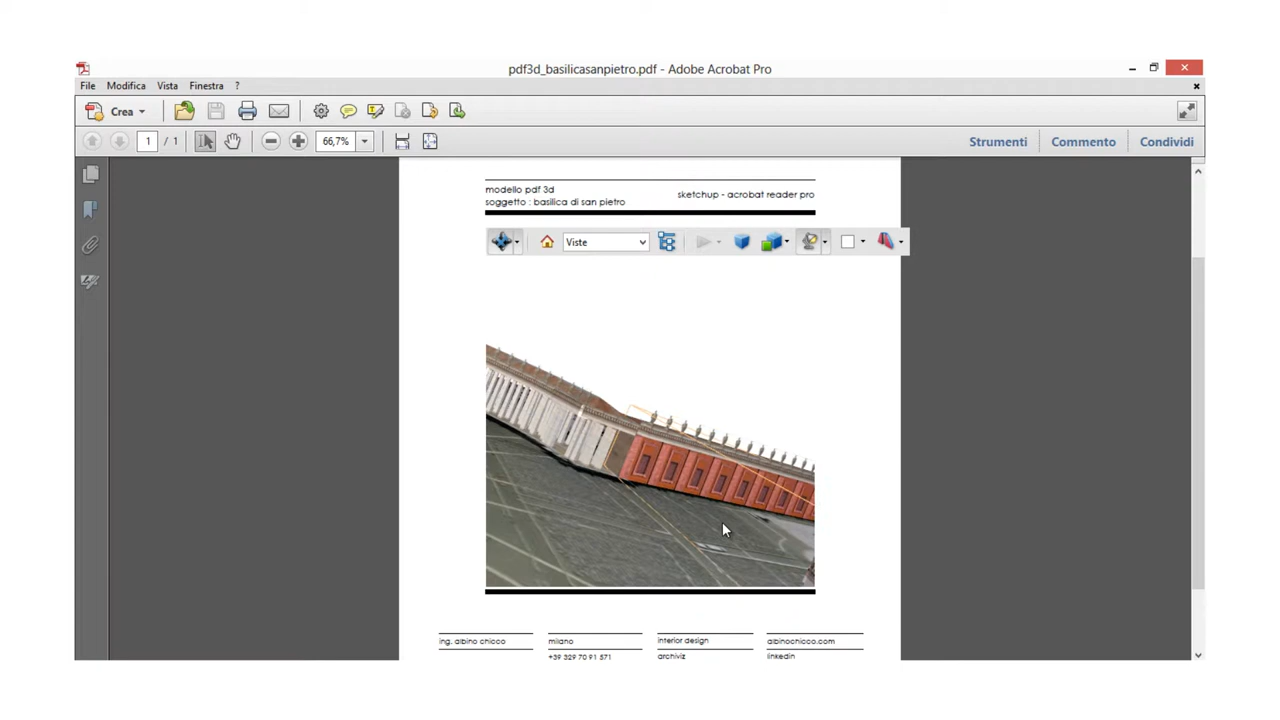 pdf3d_basilicasanpietro.pdf - Adobe Acrobat Pro
File Modifica Vista Finestra ?
Crea
1 / 1 66,7% Strumenti Commento Condividi
modello pdf 3d
soggetto : basilica di san pietro
sketchup - acrobat reader pro
Viste
ing. albino chicco milano interior design albinochicco.com
+39 329 70 91 571 archiviz linkedin